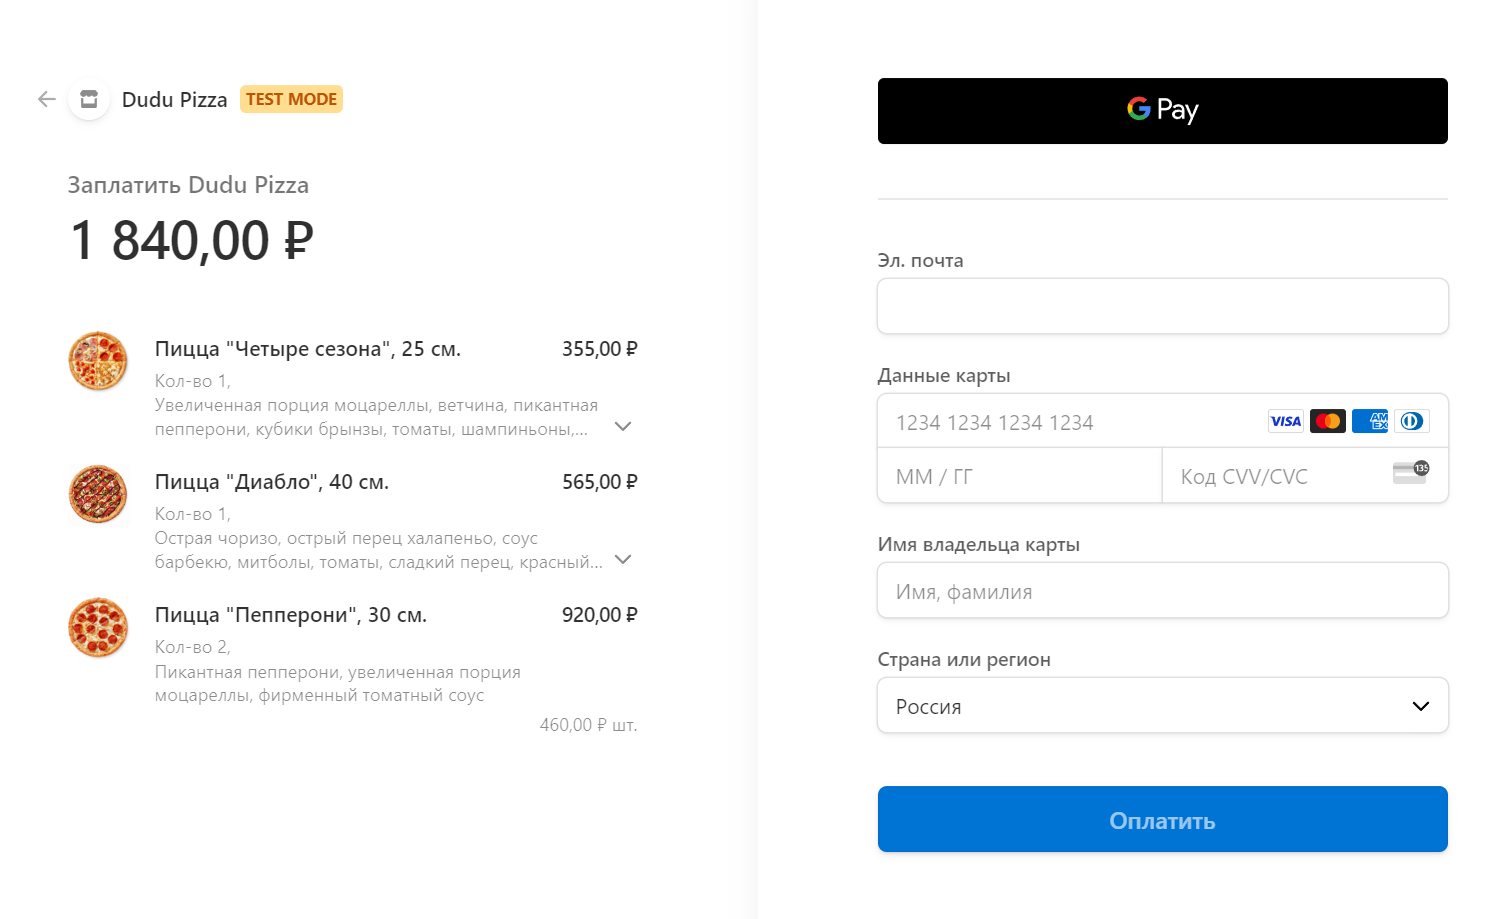 Dudu Pizza TEST MODE
Заплатить Dudu Pizza
1 840,00 ₽
Пицца "Четыре сезона", 25 см. 355,00 ₽
Кол-во 1,
Увеличенная порция моцареллы, ветчина, пикантная
пепперони, кубики брынзы, томаты, шампиньоны,...
Пицца "Диабло", 40 см. 565,00 ₽
Кол-во 1,
Острая чоризо, острый перец халапеньо, соус
барбекю, митболы, томаты, сладкий перец, красный...
Пицца "Пепперони", 30 см. 920,00 ₽
Кол-во 2,
Пикантная пепперони, увеличенная порция
моцареллы, фирменный томатный соус
460,00 ₽ шт.
G Pay
Эл. почта
Данные карты
1234 1234 1234 1234 VISA AM EX
ММ / ГГ Код CVV/CVC 135
Имя владельца карты
Имя, фамилия
Страна или регион
Россия
Оплатить